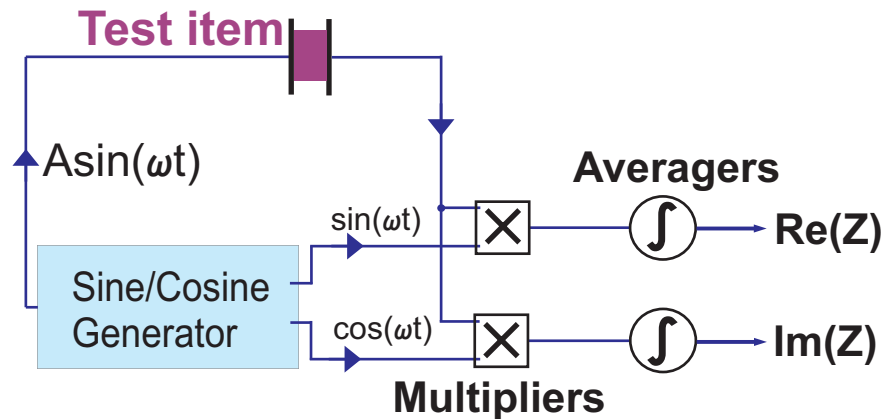 Test item
Asin(ωt)
Averagers
sin(ωt)
Re(Z)
Sine/Cosine
Generator
cos(ωt)
Im(Z)
Multipliers